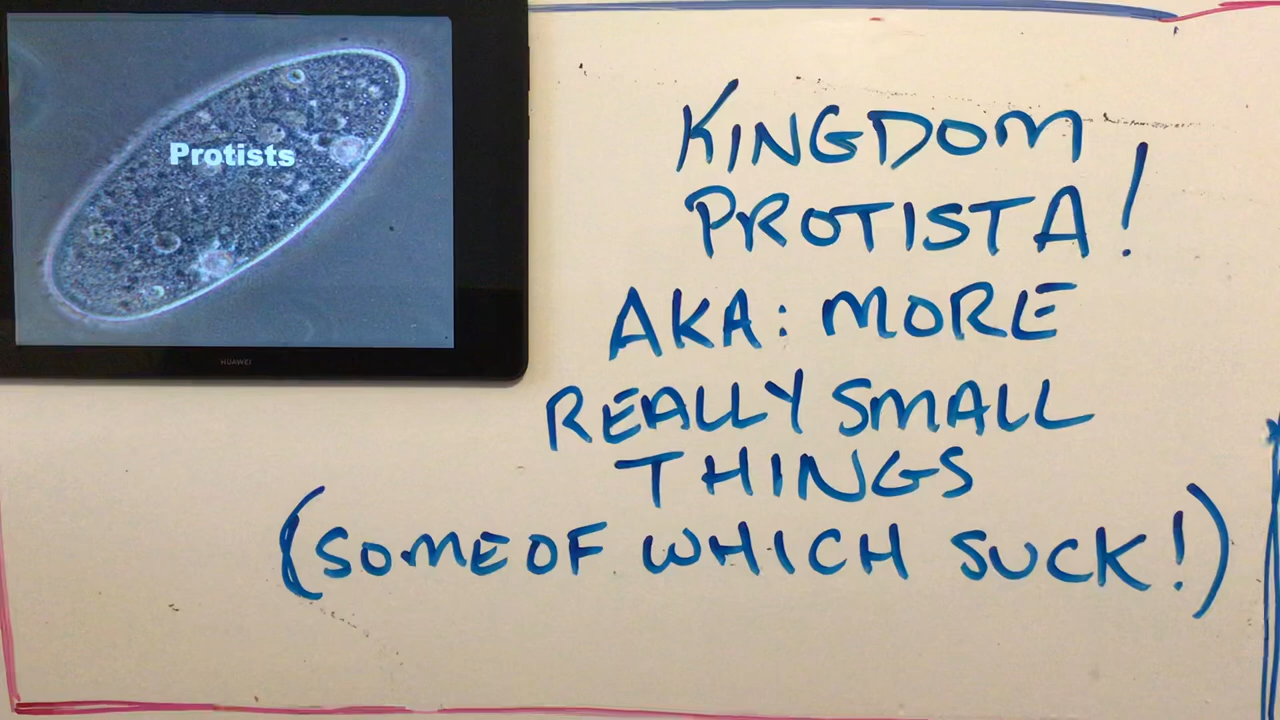 Protists
HUAWEI
KINGDOM
PROTISTA!
AKA: MORE
REALLY SMALL
THINGS
(SOME OF WHICH SUCK!)